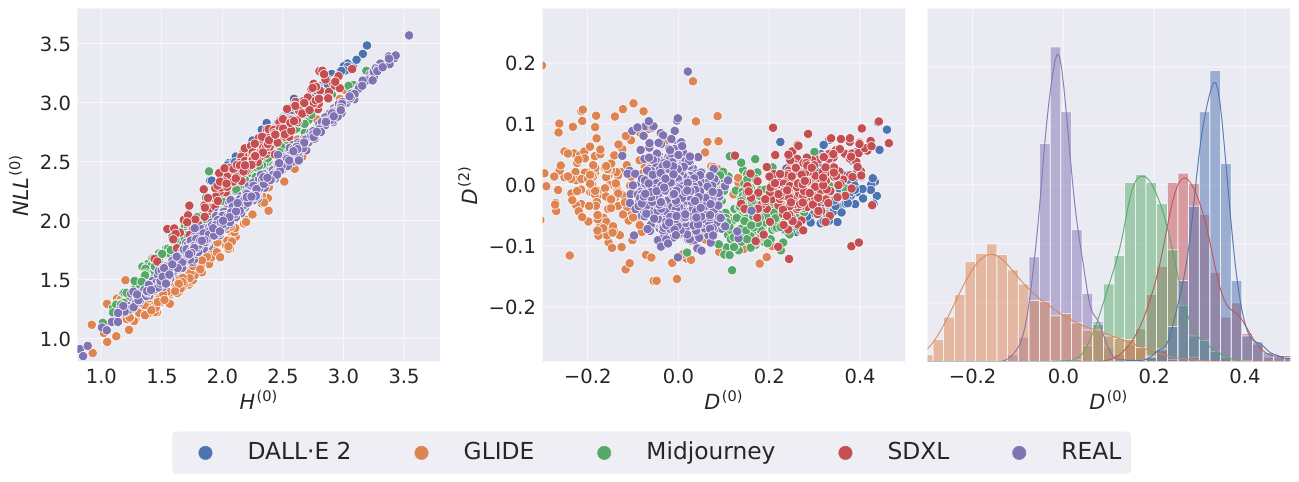 3.5
3.0
2.5
2.0
1.5
1.0
NLL^(0)
1.0 1.5 2.0 2.5 3.0 3.5
H^(0)
0.2
0.1
0.0
−0.1
−0.2
D^(2)
−0.2 0.0 0.2 0.4
D^(0)
−0.2 0.0 0.2 0.4
D^(0)
DALL·E 2 GLIDE Midjourney SDXL REAL